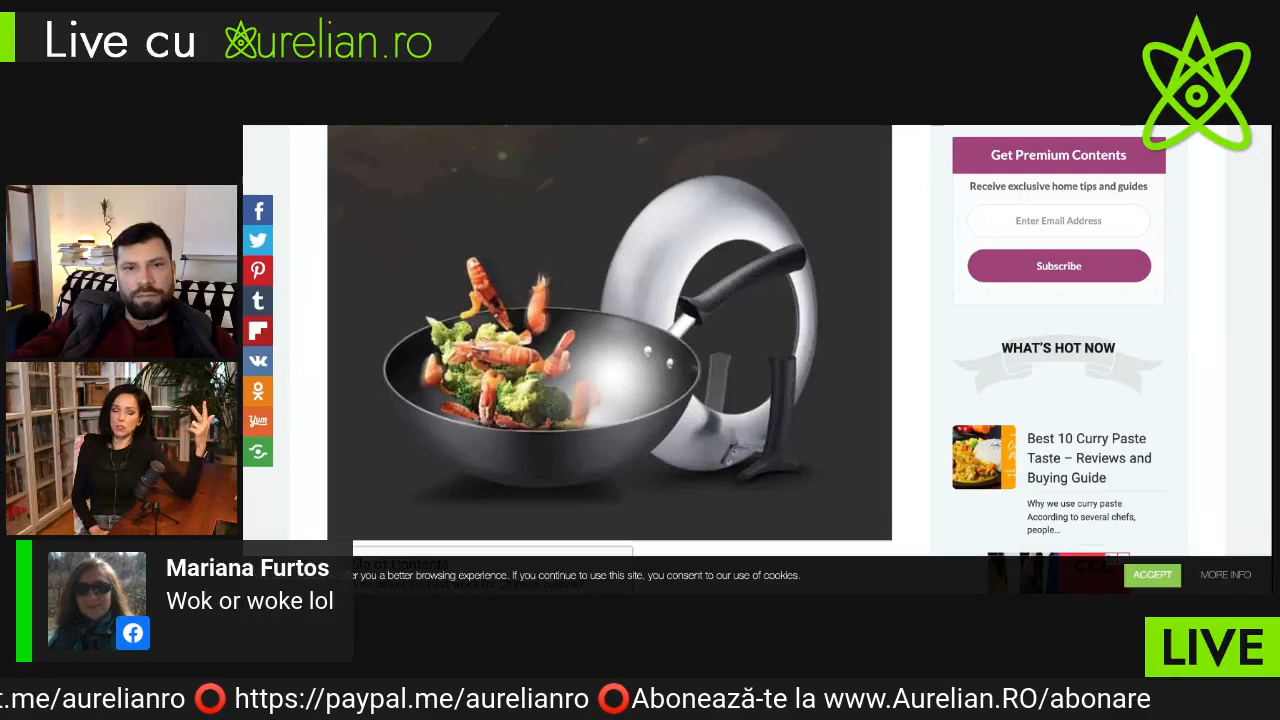 Live cu Aurelian.ro
Get Premium Contents
Receive exclusive home tips and guides
Enter Email Address
Subscribe
WHAT'S HOT NOW
Best 10 Curry Paste
Taste – Reviews and
Buying Guide
Why we use curry paste
According to several chefs,
people...
Yum
Mariana Furtos
Wok or woke lol
you a better browsing experience. If you continue to use this site, you consent to our use of cookies.
ACCEPT
MORE INFO
LIVE
t.me/aurelianro ⭕ https://paypal.me/aurelianro ⭕Abonează-te la www.Aurelian.RO/abonare